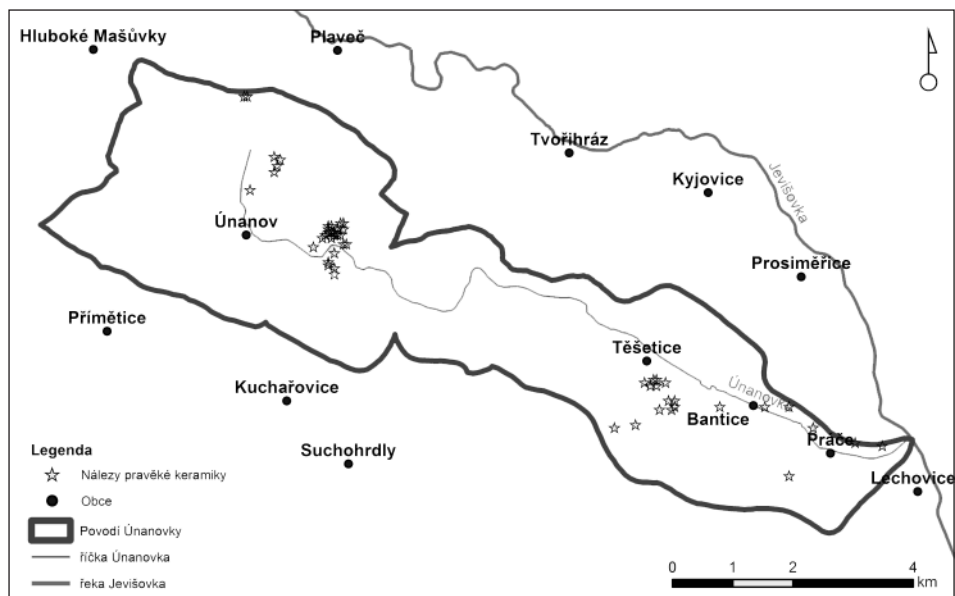 Hluboké Mašůvky
Plaveč
Tvořihráz
Kyjovice
Jevišovka
Únanov
Prosiměřice
Přímětice
Těšetice
Kuchařovice
Únanovka
Bantice
Práče
Suchohrdly
Lechovice
Legenda
Nálezy pravěké keramiky
Obce
Povodí Únanovky
říčka Únanovka
řeka Jevišovka
0 1 2 4
km